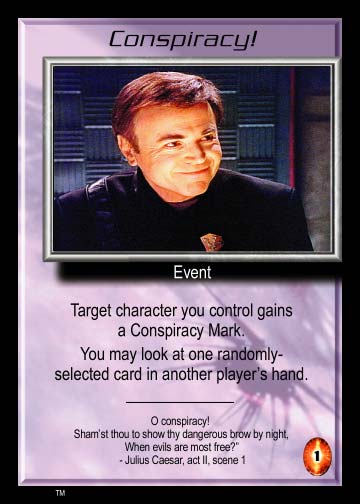 Conspiracy!
Event
Target character you control gains
a Conspiracy Mark.
You may look at one randomly-
selected card in another player's hand.
O conspiracy!
Sham'st thou to show thy dangerous brow by night,
When evils are most free?"
- Julius Caesar, act II, scene 1
1
TM